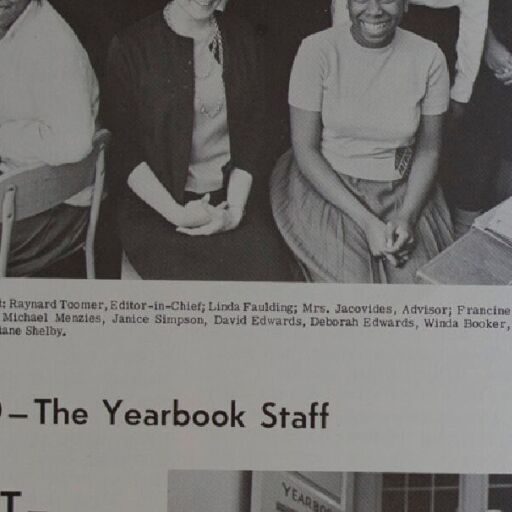 : Raynard Toomer, Editor-in-Chief; Linda Faulding; Mrs. Jacovides, Advisor; Francine
Michael Menzies, Janice Simpson, David Edwards, Deborah Edwards, Winda Booker,
iane Shelby.
– The Yearbook Staff
T –
YEARBO